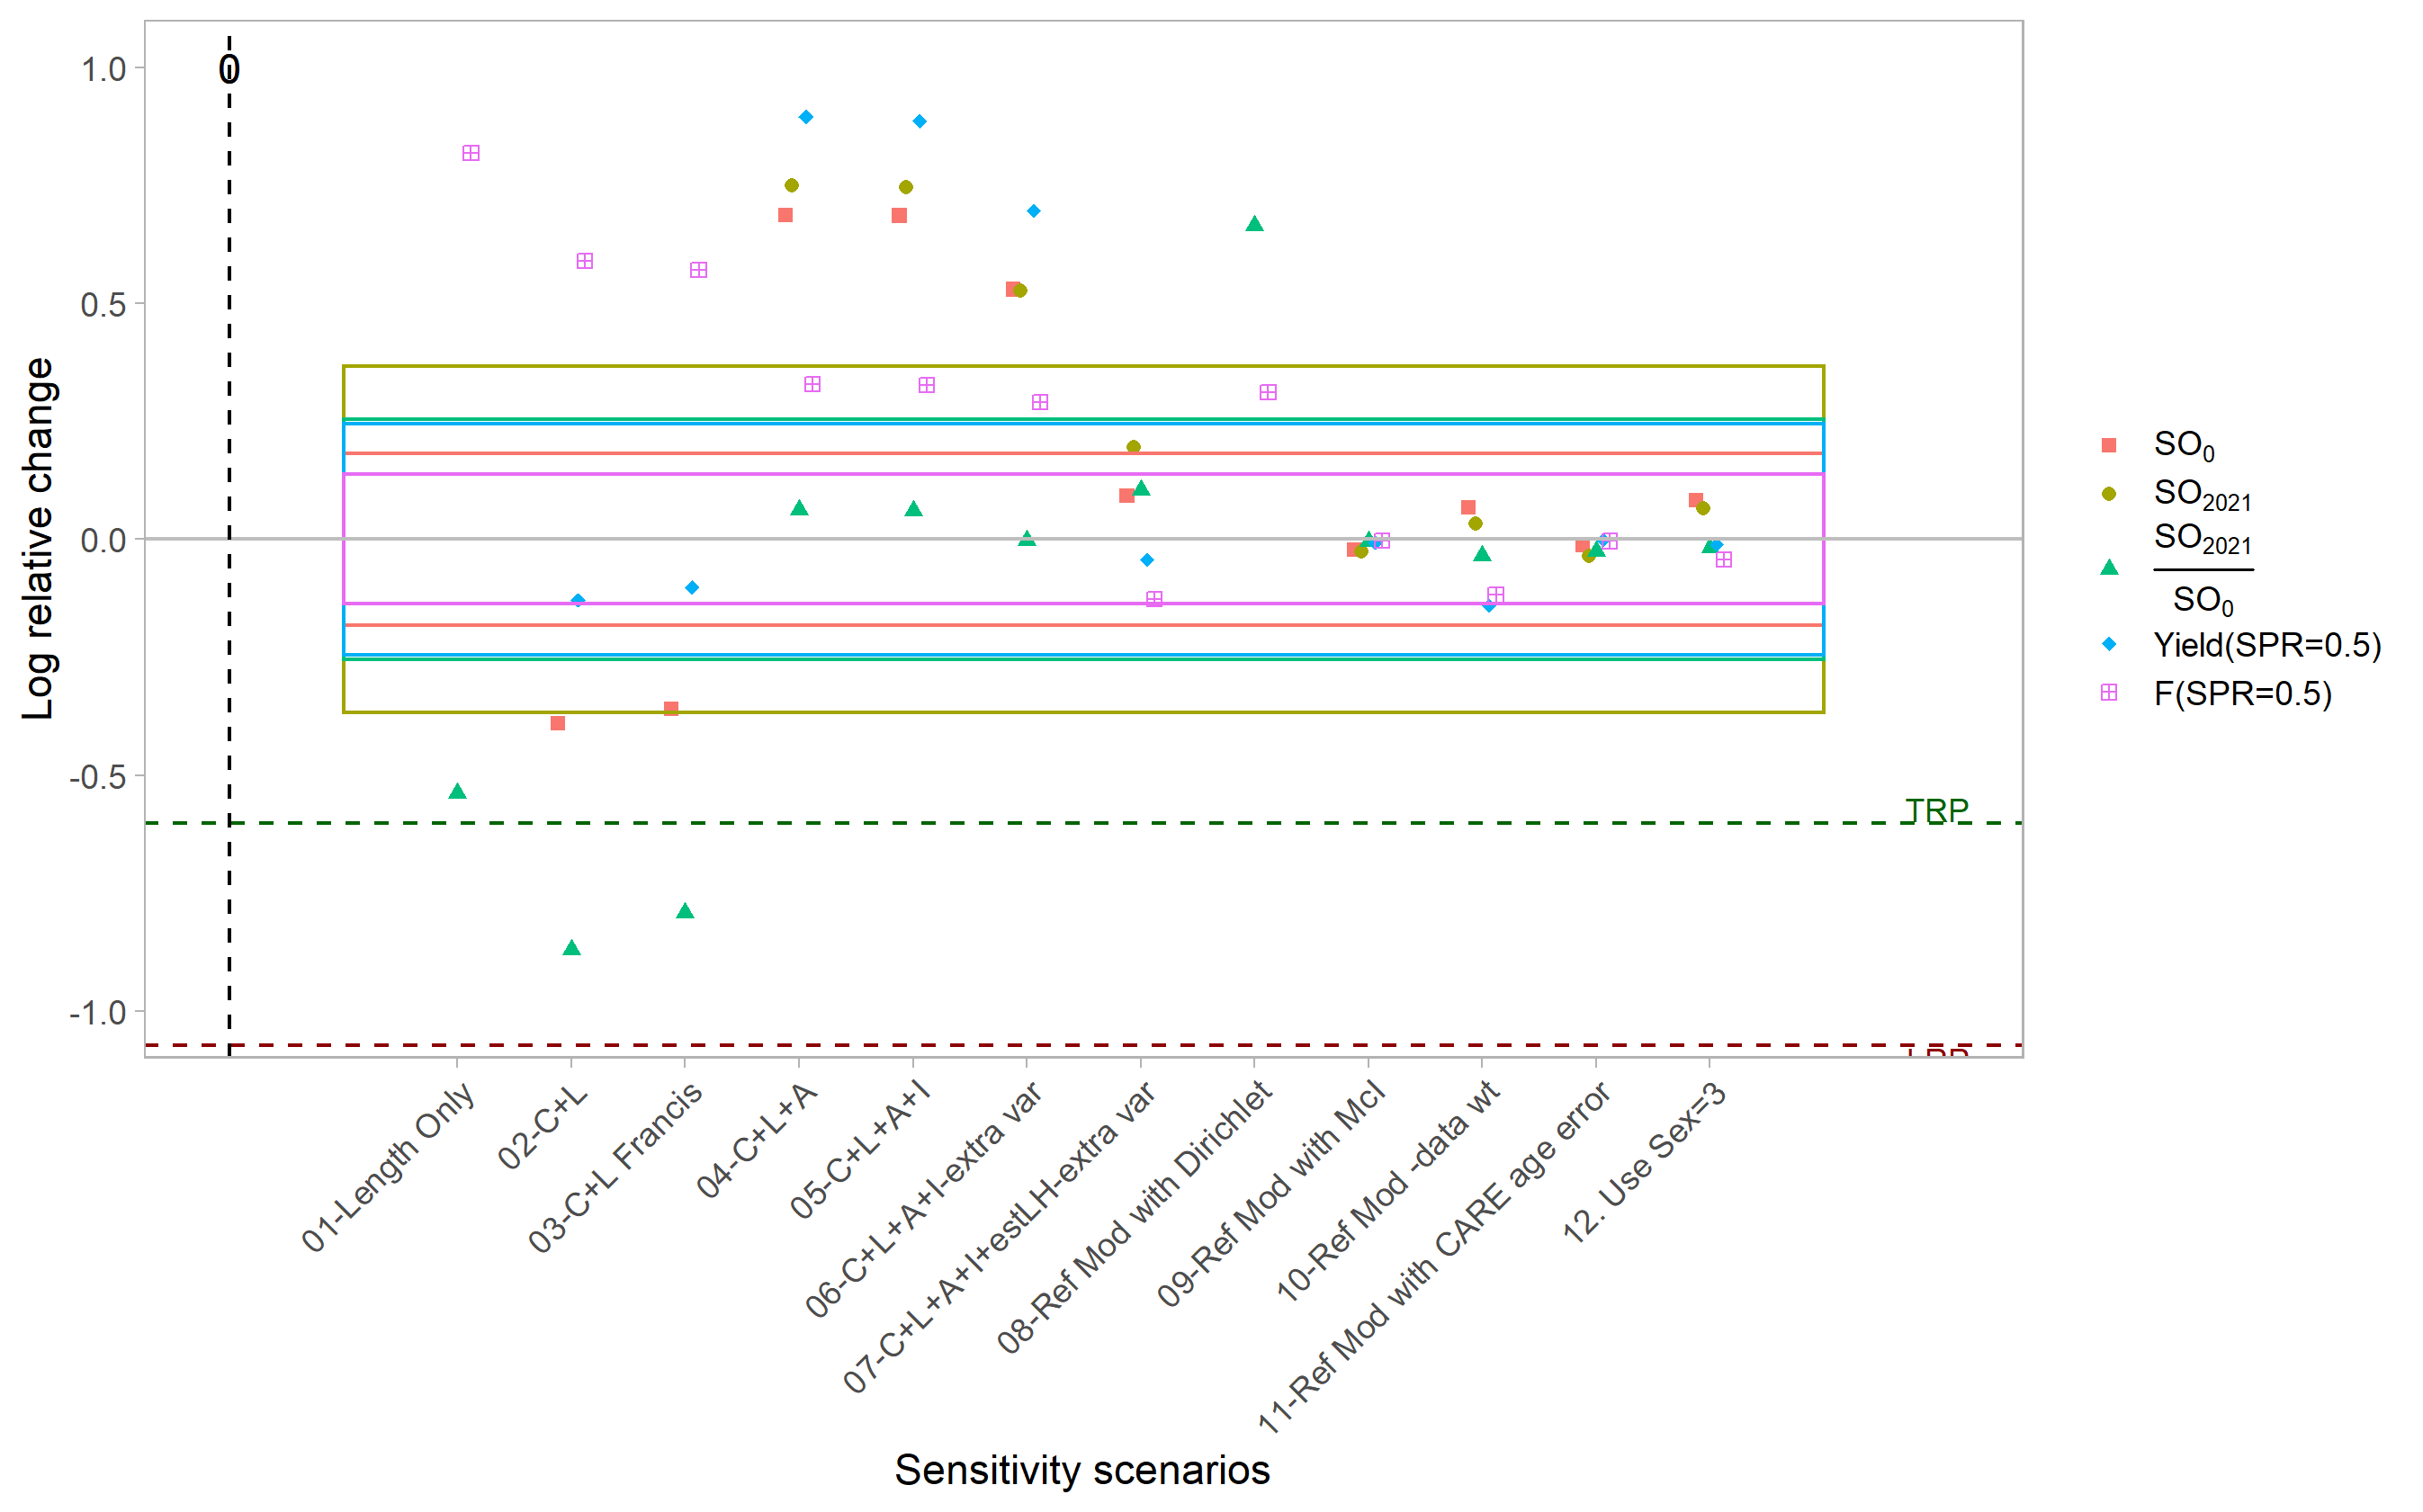 Log relative change
1.0
0.5
0.0
-0.5
-1.0
0
TRP
LRP
01-Length Only
02-C+L
03-C+L Francis
04-C+L+A
05-C+L+A+I
06-C+L+A+I-extra var
07-C+L+A+I+estLH-extra var
08-Ref Mod with Dirichlet
09-Ref Mod with McI
10-Ref Mod -data wt
11-Ref Mod with CARE age error
12. Use Sex=3
Sensitivity scenarios
SO0
SO2021
SO2021
SO0
Yield(SPR=0.5)
F(SPR=0.5)